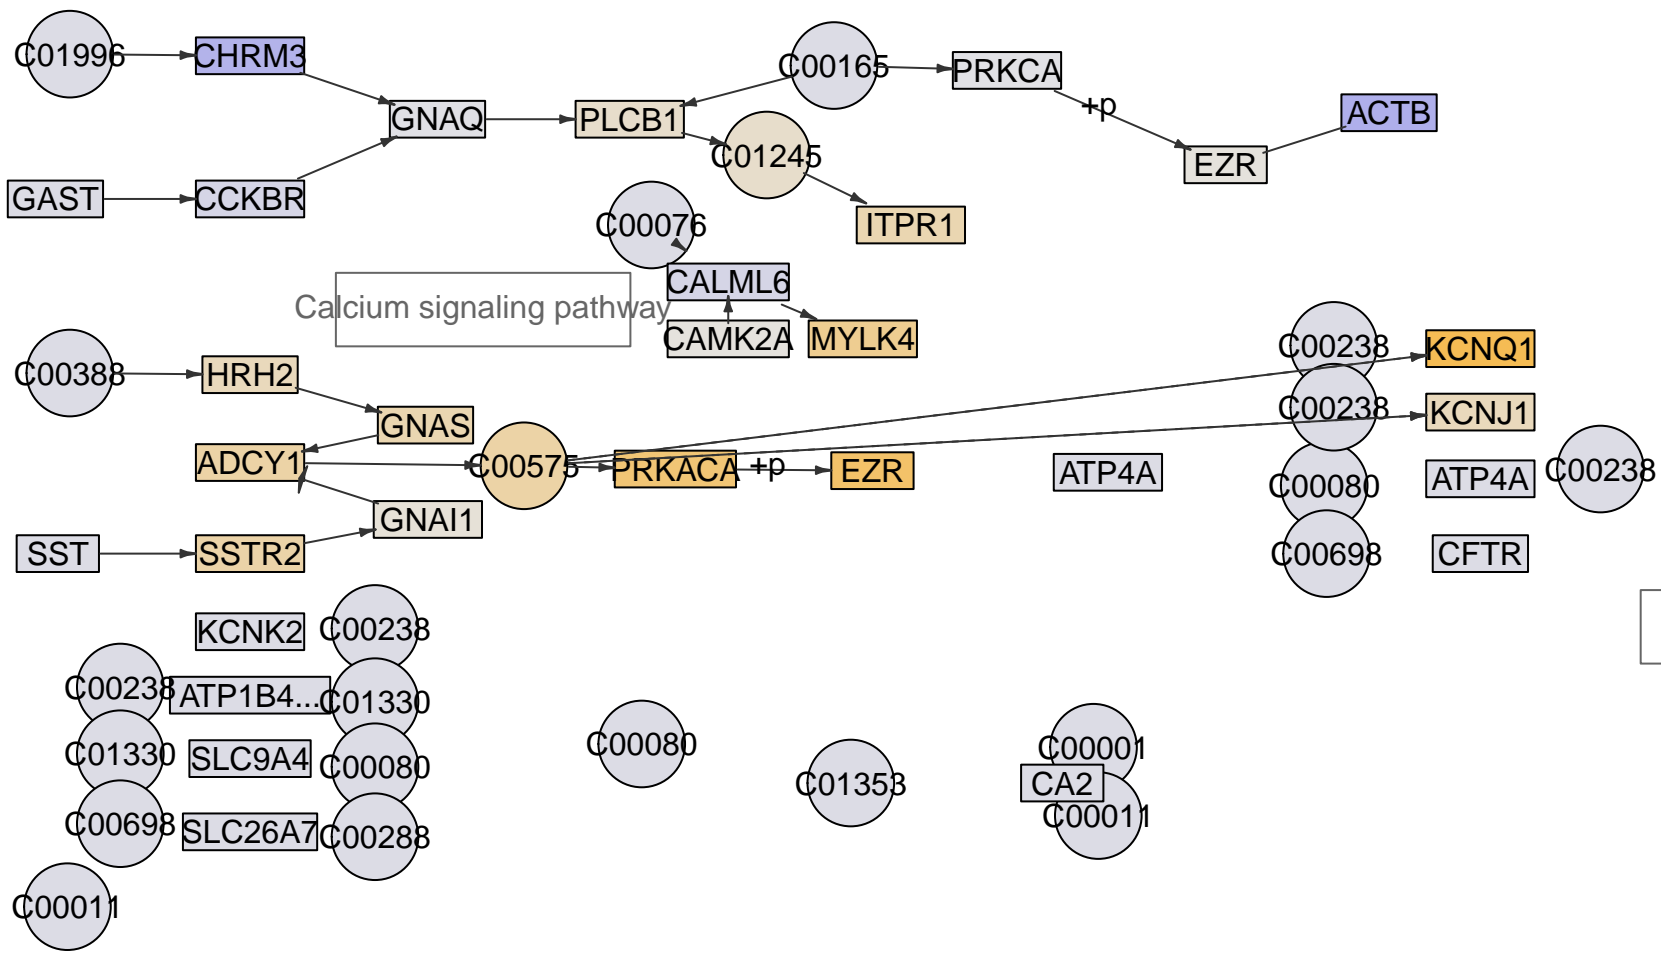 C01996
CHRM3
C00165
PRKCA
+p
ACTB
GNAQ
PLCB1
C01245
EZR
GAST
CCKBR
C00076
ITPR1
CALML6
Calcium signaling pathway
CAMK2A
MYLK4
C00238
KCNQ1
C00388
HRH2
C00238
KCNJ1
GNAS
ADCY1
C00575
PRKACA
+p
EZR
ATP4A
C00080
ATP4A
C00238
GNAI1
SST
SSTR2
C00698
CFTR
KCNK2
C00238
C00238
ATP1B4...
C01330
C01330
SLC9A4
C00080
C00080
C01353
C00001
CA2
C00011
C00698
SLC26A7
C00288
C00011